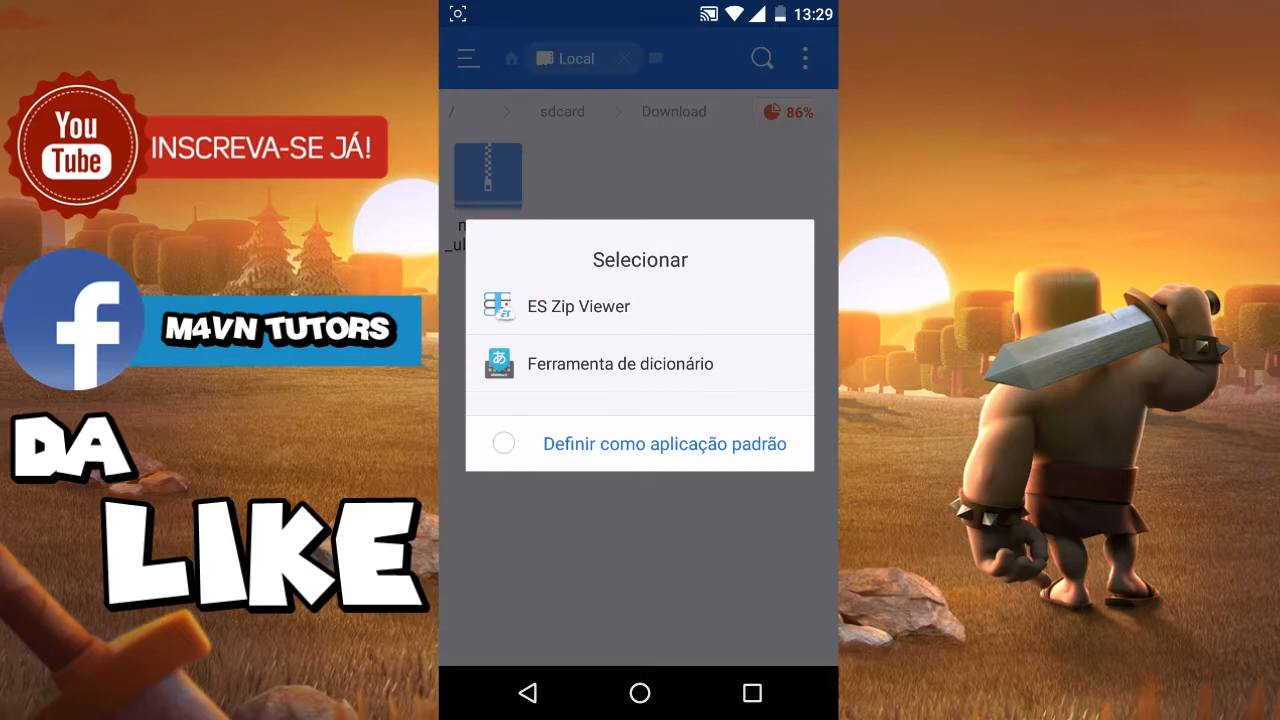 You
Tube
INSCREVA-SE JÁ!
M4VN TUTORS
DA
LIKE
13:29
Local
/ sdcard Download 86%
Selecionar
ES Zip Viewer
Ferramenta de dicionário
Definir como aplicação padrão